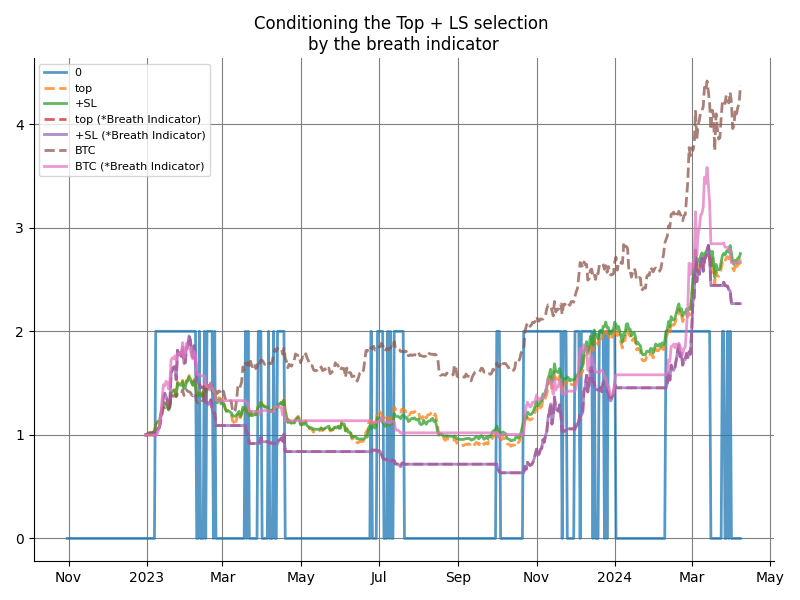 Conditioning the Top + LS selection
by the breath indicator
0
top
+SL
top (*Breath Indicator)
+SL (*Breath Indicator)
BTC
BTC (*Breath Indicator)
4
3
2
1
0
Nov
2023
Mar
May
Jul
Sep
Nov
2024
Mar
May